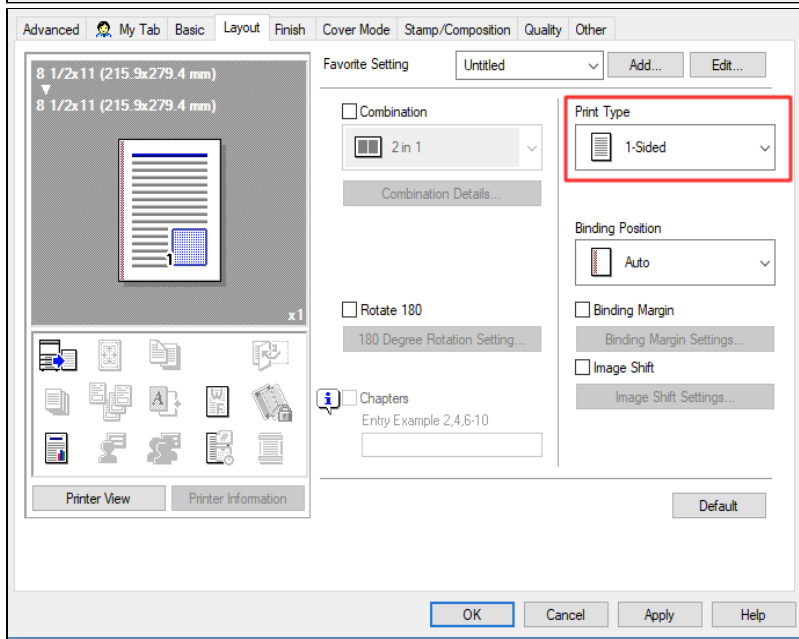 Advanced My Tab Basic Layout Finish Cover Mode Stamp/Composition Quality Other
8 1/2x11 (215.9x279.4 mm)
8 1/2x11 (215.9x279.4 mm)
1
x1
Printer View Printer Information
Favorite Setting Untitled Add... Edit...
Combination
2 in 1
Combination Details...
Rotate 180
180 Degree Rotation Setting...
Chapters
Entry Example 2,4,6-10
Print Type
1-Sided
Binding Position
Auto
Binding Margin
Binding Margin Settings...
Image Shift
Image Shift Settings...
Default
OK Cancel Apply Help